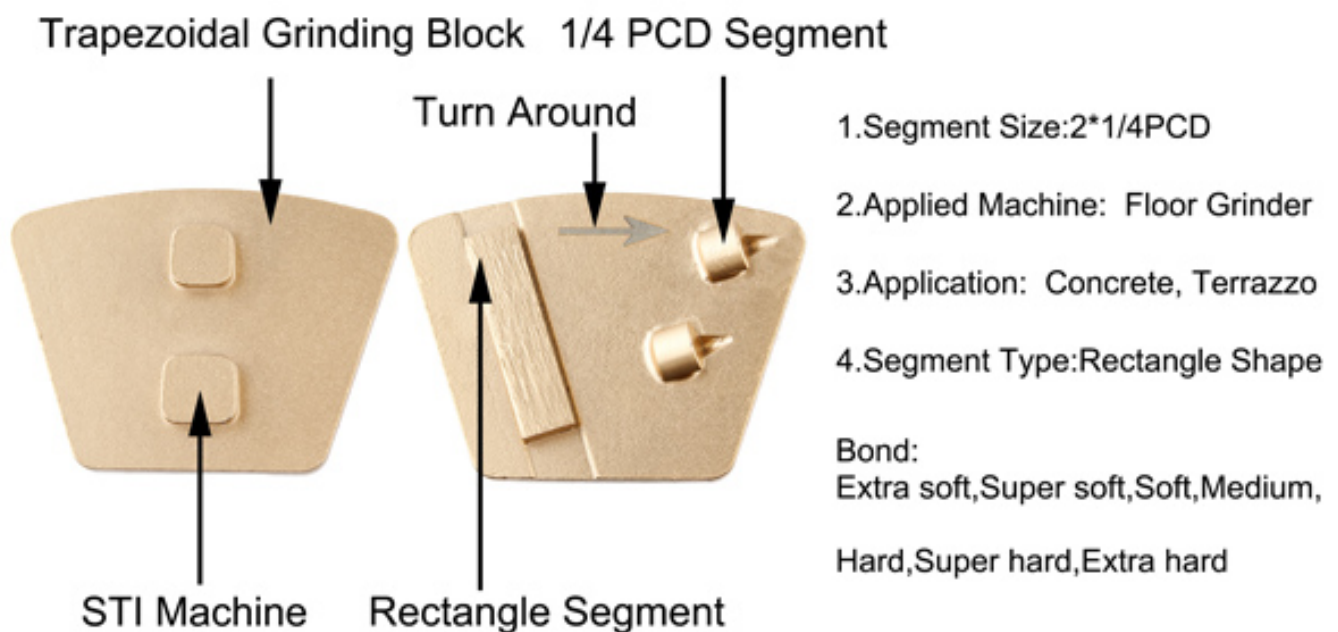 Trapezoidal Grinding Block
1/4 PCD Segment
Turn Around
1.Segment Size:2*1/4PCD
2.Applied Machine: Floor Grinder
3.Application: Concrete, Terrazzo
4.Segment Type:Rectangle Shape
Bond:
Extra soft,Super soft,Soft,Medium,
Hard,Super hard,Extra hard
STI Machine
Rectangle Segment